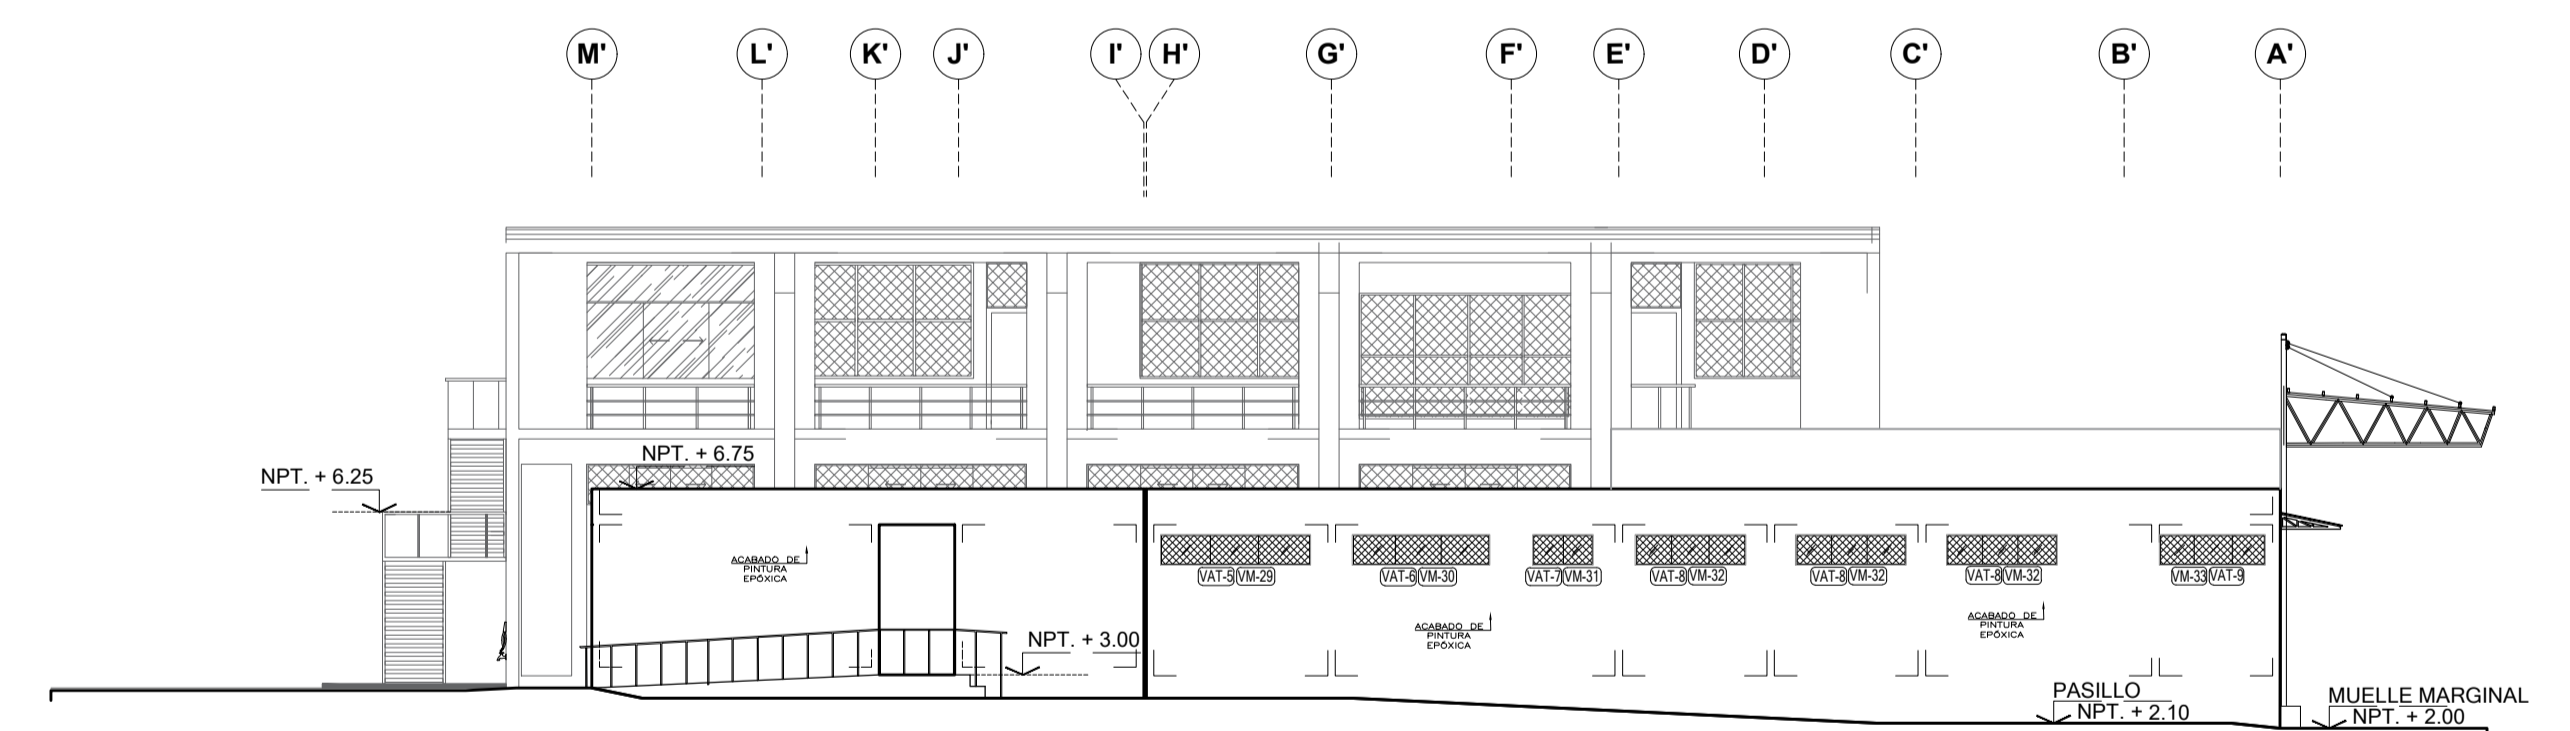 M' L' K' J' I' H' G' F' E' D' C' B' A'
NPT. + 6.75
NPT. + 6.25
ACABADO DE
PINTURA
EPÓXICA
VAT-5 VM-29
VAT-6 VM-30
VAT-7 VM-31
VAT-8 VM-32
VAT-8 VM-32
VAT-8 VM-32
VM-33 VAT-9
ACABADO DE
PINTURA
EPÓXICA
ACABADO DE
PINTURA
EPÓXICA
NPT. + 3.00
PASILLO
NPT. + 2.10
MUELLE MARGINAL
NPT. + 2.00